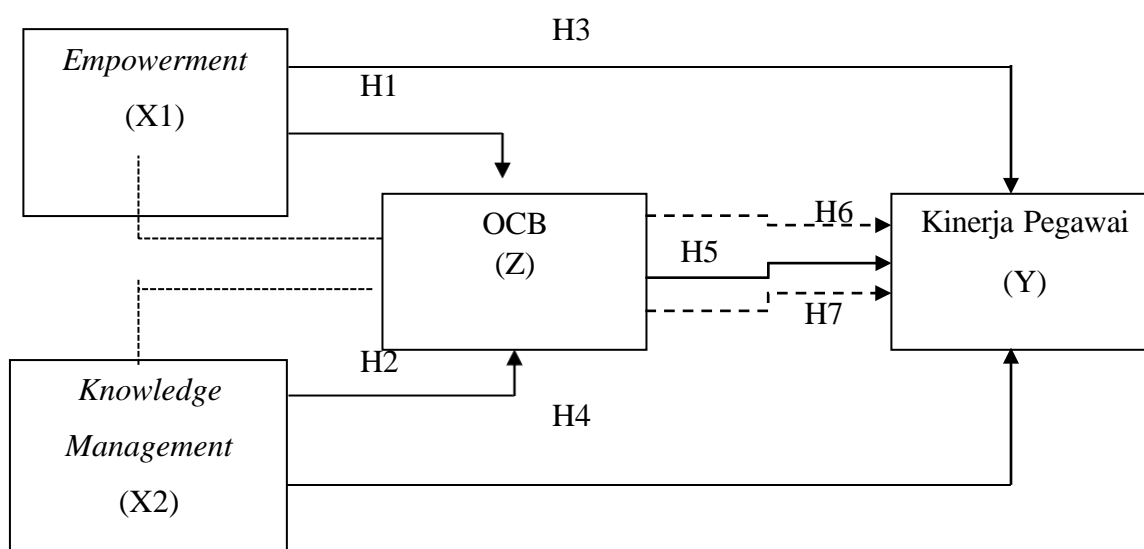 H3
Empowerment
(X1)
H1
OCB
(Z)
H6
H5
H7
Kinerja Pegawai
(Y)
H2
Knowledge
Management
(X2)
H4